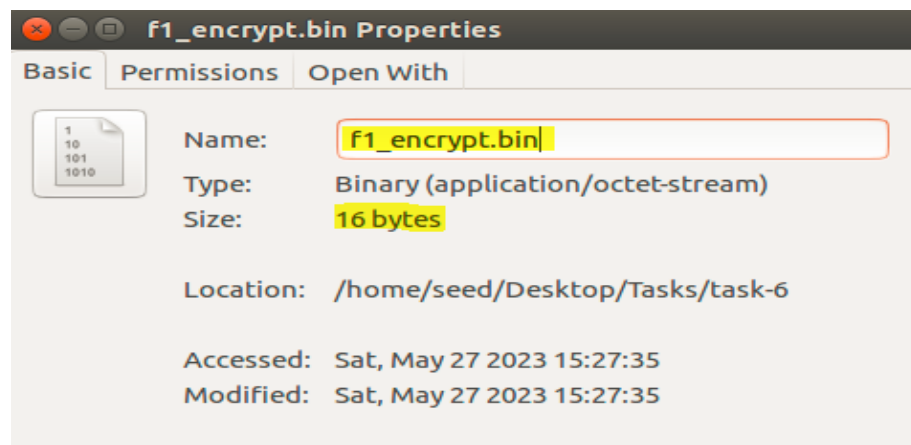 f1_encrypt.bin Properties
Basic Permissions Open With
1
10
101
1010
Name: f1_encrypt.bin
Type: Binary (application/octet-stream)
Size: 16 bytes
Location: /home/seed/Desktop/Tasks/task-6
Accessed: Sat, May 27 2023 15:27:35
Modified: Sat, May 27 2023 15:27:35